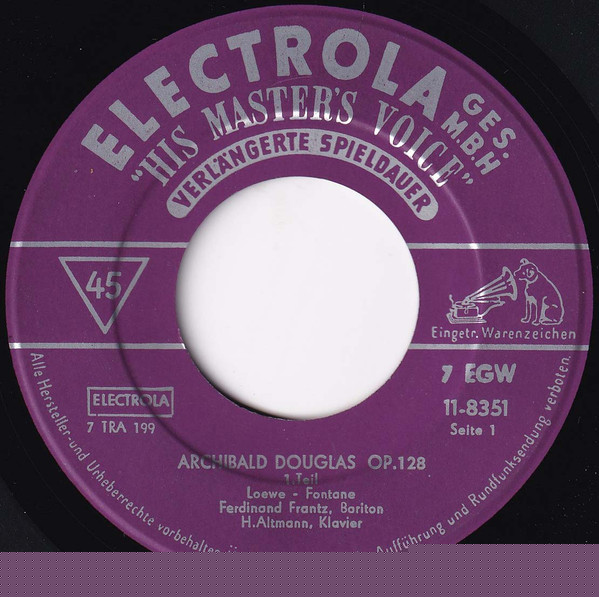 ELECTROLA
GES.
M.B.H
"HIS MASTER'S VOICE"
VERLÄNGERTE SPIELDAUER
45
Eingetr. Warenzeichen
ELECTROLA
7 TRA 199
7 EGW
11-8351
Seite 1
ARCHIBALD DOUGLAS OP.128
1. Teil
Loewe - Fontane
Ferdinand Frantz, Bariton
H.Altmann, Klavier
Alle Hersteller- und Urheberrechte vorbehalten.
Aufführung und Rundfunksendung verboten.